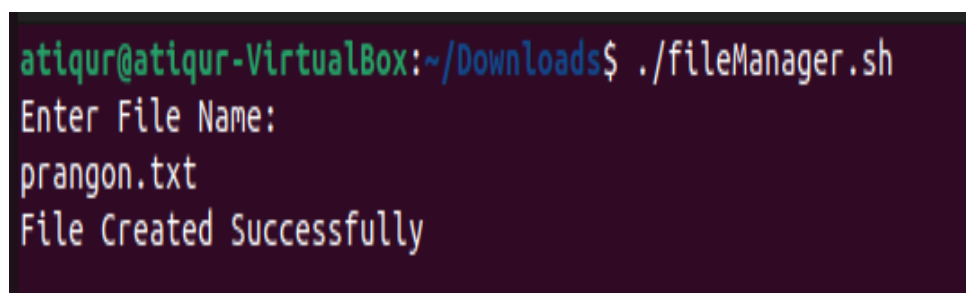 atiqur@atiqur-VirtualBox:~/Downloads$ ./fileManager.sh
Enter File Name:
prangon.txt
File Created Successfully